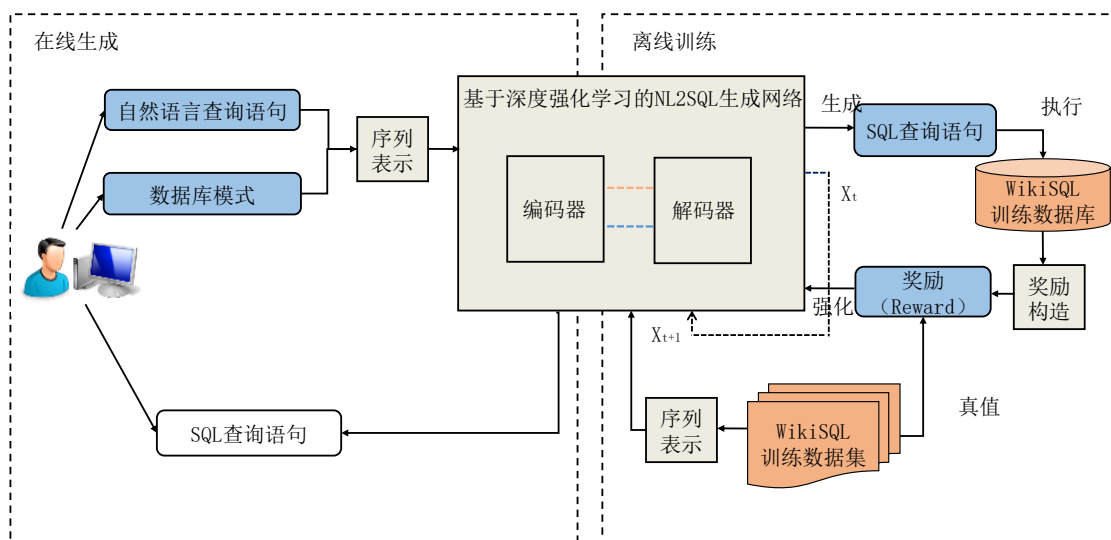 在线生成
自然语言查询语句
数据库模式
序列
表示
SQL查询语句
离线训练
基于深度强化学习的NL2SQL生成网络
编码器
解码器
生成
SQL查询语句
执行
WikiSQL
训练数据库
Xt
奖励
（Reward）
奖励
构造
强化
Xt+1
真值
序列
表示
WikiSQL
训练数据集